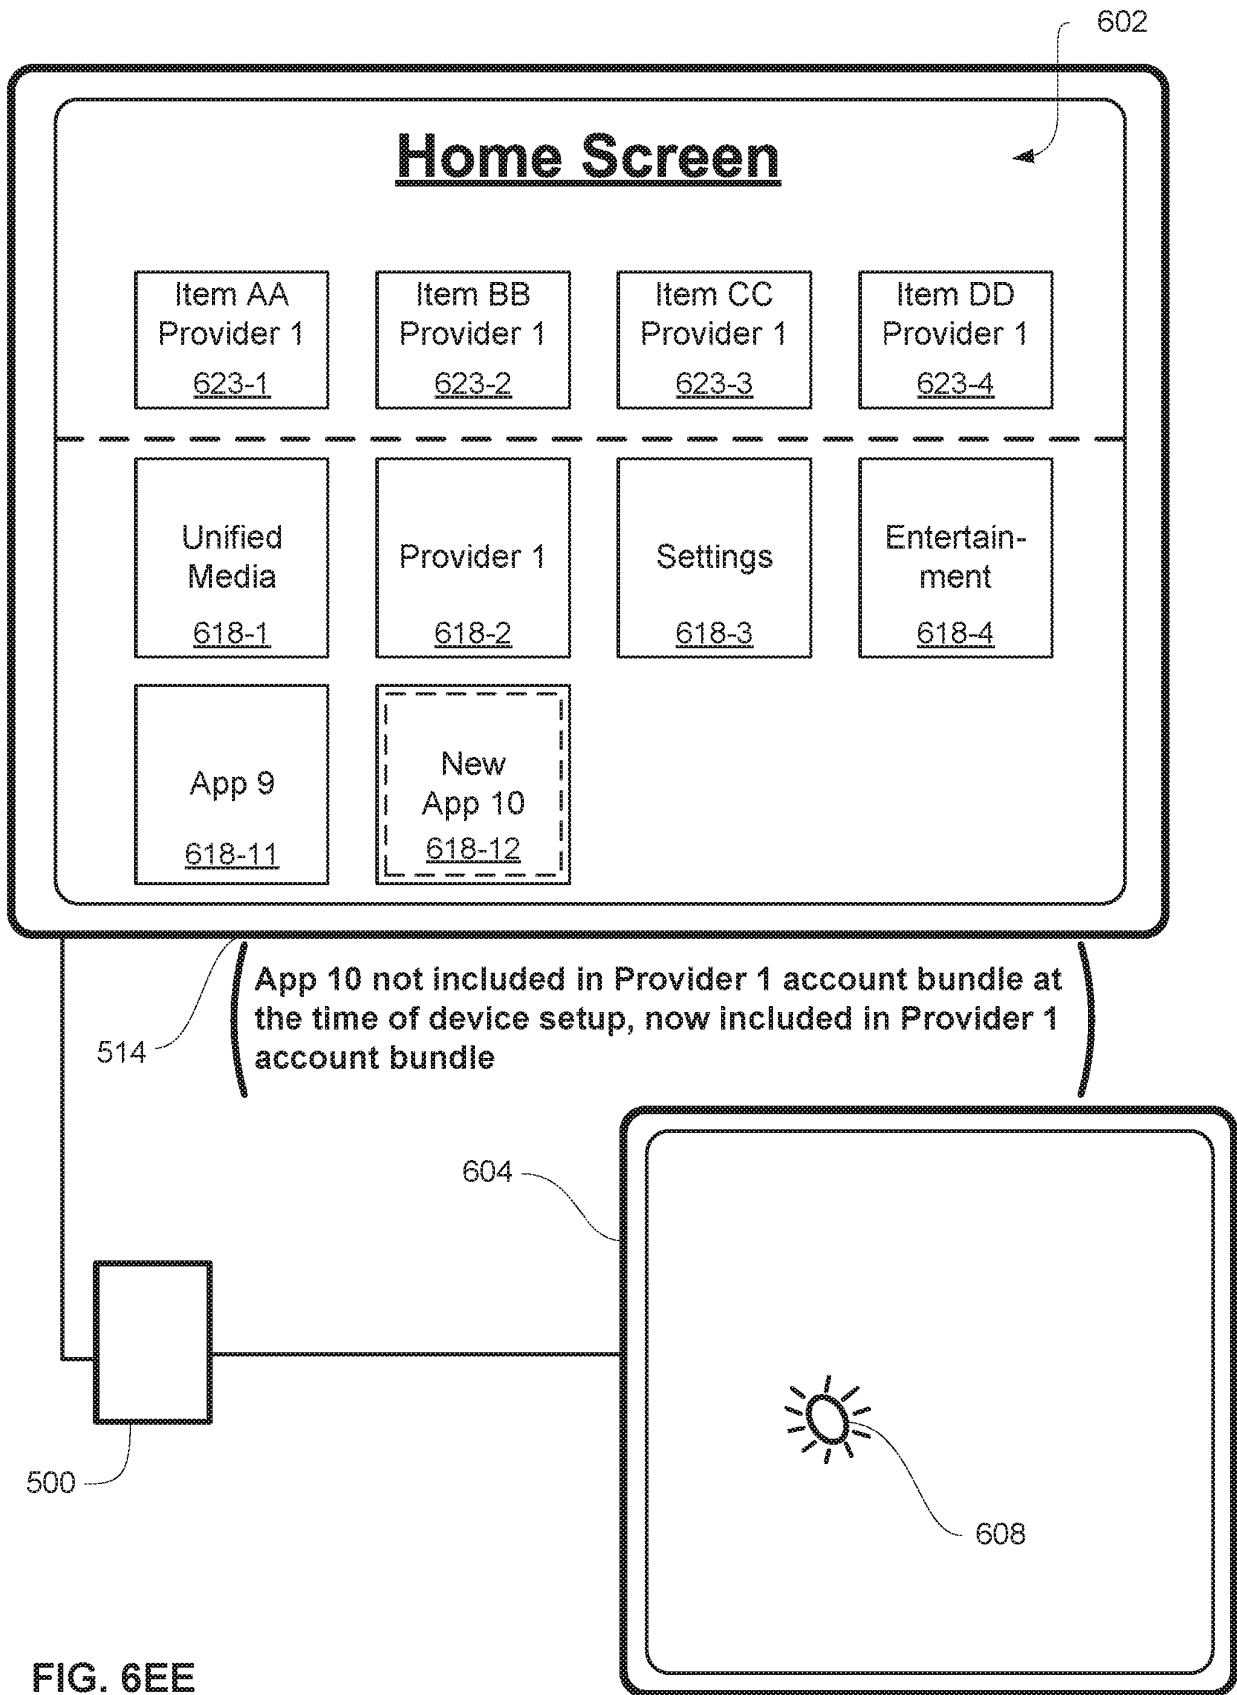 602
Home Screen
Item AA
Provider 1
623-1
Item BB
Provider 1
623-2
Item CC
Provider 1
623-3
Item DD
Provider 1
623-4
Unified
Media
618-1
Provider 1
618-2
Settings
618-3
Entertain-
ment
618-4
App 9
618-11
New
App 10
618-12
App 10 not included in Provider 1 account bundle at
the time of device setup, now included in Provider 1
account bundle
514
604
500
608
FIG. 6EE